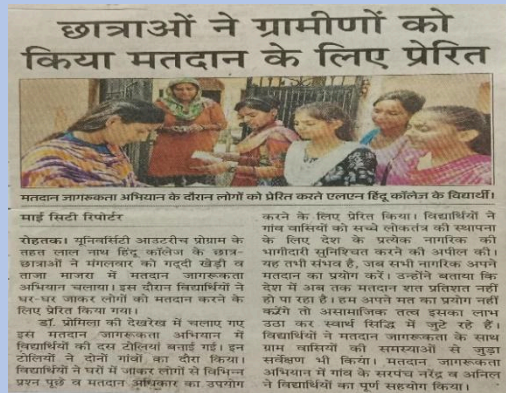 छात्राओं ने ग्रामीणों को
किया मतदान के लिए प्रेरित
मतदान जागरूकता अभियान के दौरान लोगों को प्रेरित करते एलएन हिंदू कॉलेज के विद्यार्थी।
माई सिटी रिपोर्टर
रोहतक। यूनिवर्सिटी आउटरीच प्रोग्राम के
तहत लाल नाथ हिंदू कॉलेज के छात्र-
छात्राओं ने मंगलवार को गद्दी खेड़ी व
ताजा माजरा में मतदान जागरूकता
अभियान चलाया। इस दौरान विद्यार्थियों ने
घर-घर जाकर लोगों को मतदान करने के
लिए प्रेरित किया गया।
डॉ. प्रोमिला की देखरेख में चलाए गए
इस मतदान जागरूकता अभियान में
विद्यार्थियों की दस टोलियां बनाई गई। इन
टोलियों ने दोनों गांवों का दौरा किया।
विद्यार्थियों ने घरों में जाकर लोगों से विभिन्न
प्रश्न पूछे व मतदान अधिकार का उपयोग
करने के लिए प्रेरित किया। विद्यार्थियों ने
गांव वासियों को सच्चे लोकतंत्र की स्थापना
के लिए देश के प्रत्येक नागरिक की
भागीदारी सुनिश्चित करने की अपील की।
यह तभी संभव है, जब सभी नागरिक अपने
मतदान का प्रयोग करें। उन्होंने बताया कि
देश में अब तक मतदान शत प्रतिशत नहीं
हो पा रहा है। हम अपने मत का प्रयोग नहीं
करेंगे तो असामाजिक तत्व इसका लाभ
उठा कर स्वार्थ सिद्धि में जुटे रहे हैं।
विद्यार्थियों ने मतदान जागरूकता के साथ
ग्राम वासियों की समस्याओं से जुड़ा
सर्वेक्षण भी किया। मतदान जागरूकता
अभियान में गांव के सरपंच नरेंद्र व अनिल
ने विद्यार्थियों का पूर्ण सहयोग किया।